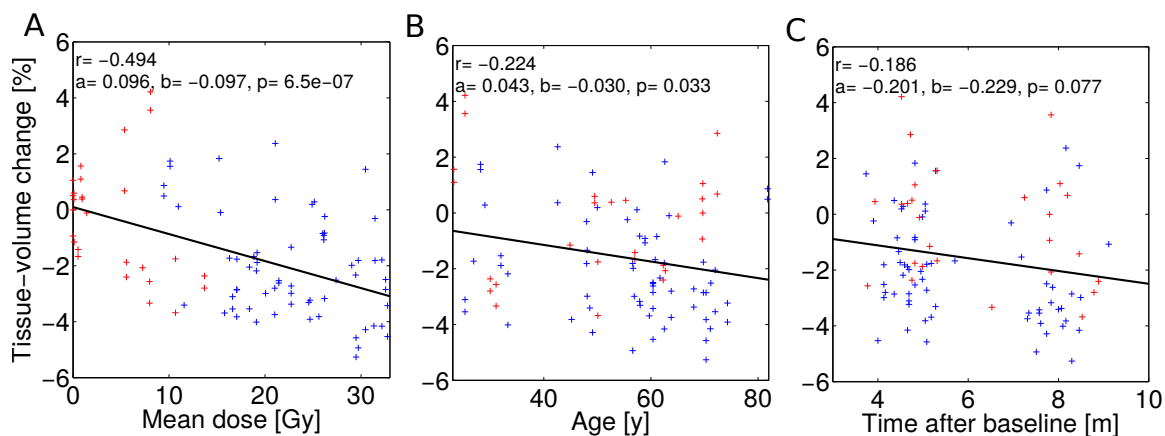 A
B
C
r= −0.494
a= 0.096, b= −0.097, p= 6.5e−07
r= −0.224
a= 0.043, b= −0.030, p= 0.033
r= −0.186
a= −0.201, b= −0.229, p= 0.077
Tissue−volume change [%]
6
4
2
0
−2
−4
−6
0
10
20
30
Mean dose [Gy]
6
4
2
0
−2
−4
−6
40
60
80
Age [y]
6
4
2
0
−2
−4
−6
4
6
8
10
Time after baseline [m]